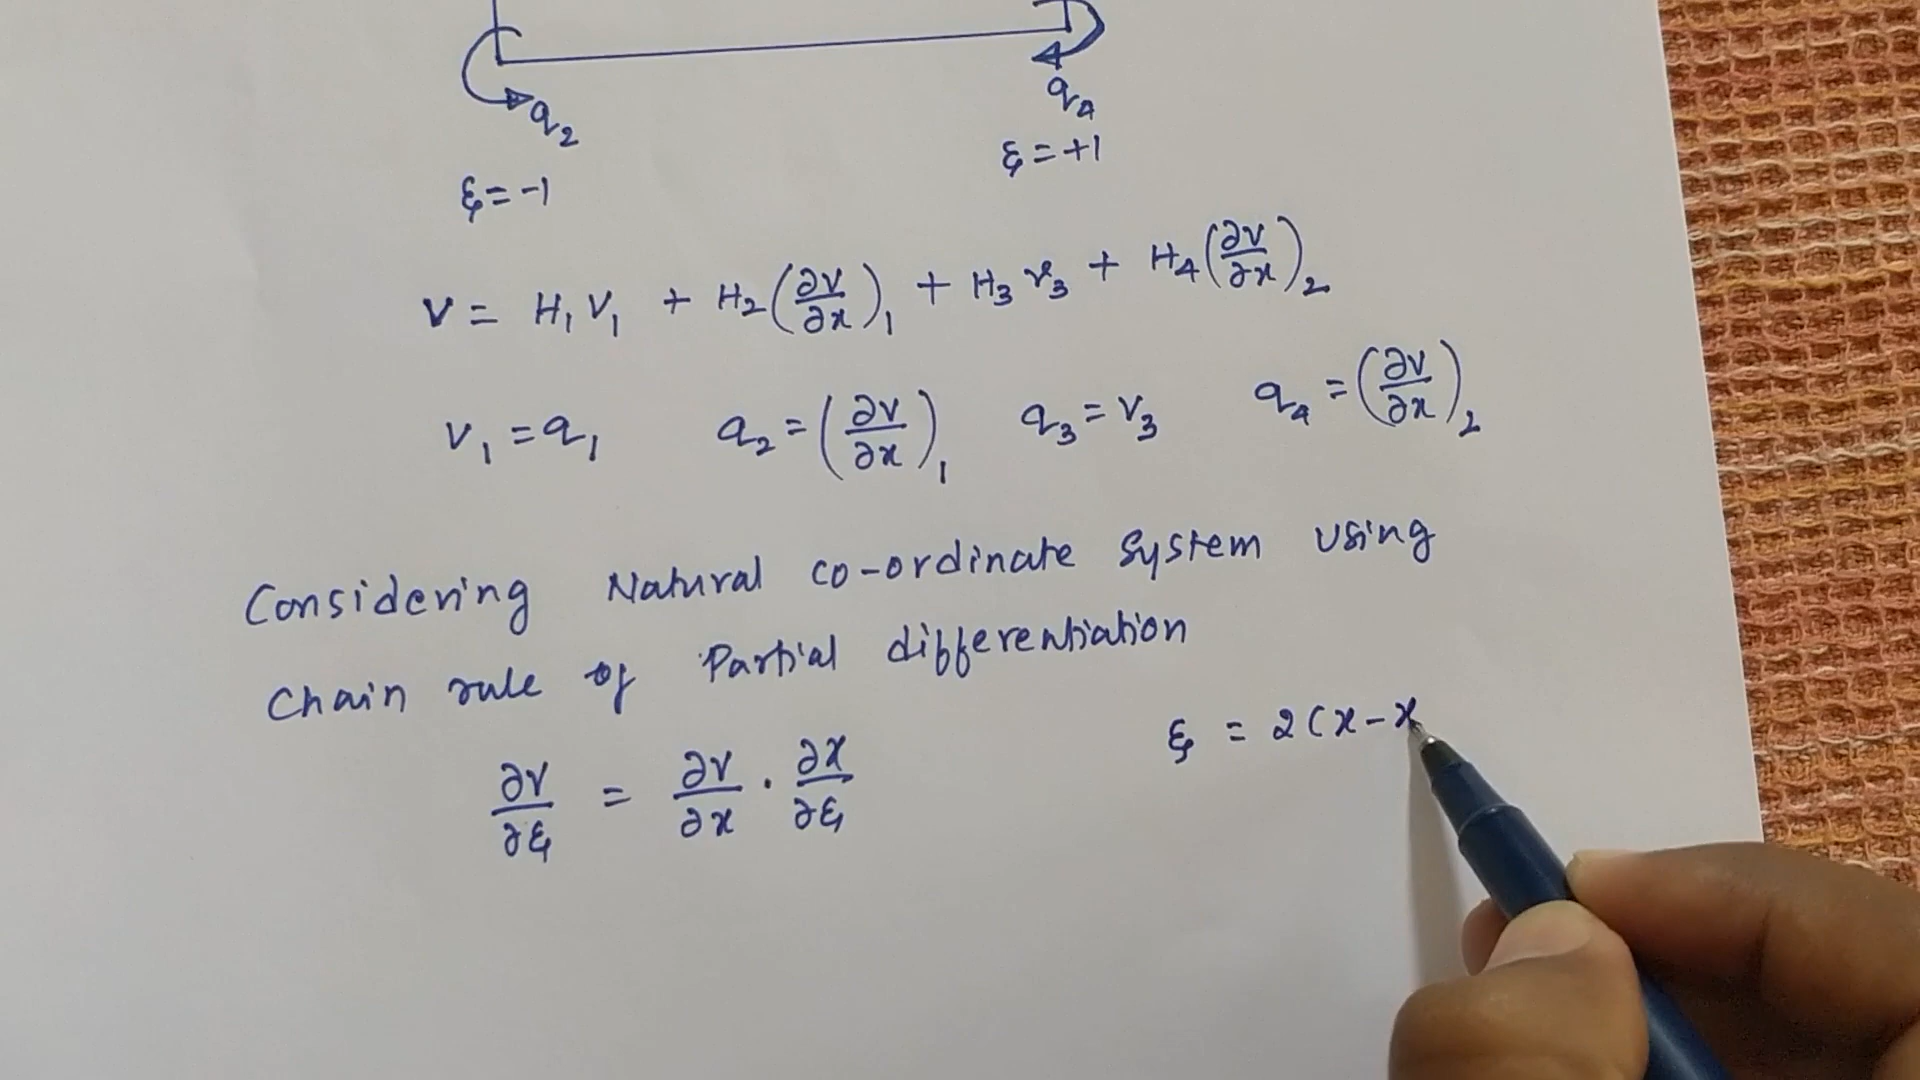 q₂ q₄
ξ = -1 ξ = +1
V = H₁ V₁ + H₂ (∂V/∂x)₁ + H₃ V₃ + H₄ (∂V/∂x)₂
V₁ = q₁ q₂ = (∂V/∂x)₁ q₃ = V₃ q₄ = (∂V/∂x)₂
Considering Natural co-ordinate system using
Chain rule of Partial differentiation
∂V/∂ξ = ∂V/∂x . ∂x/∂ξ ξ = 2(x-x